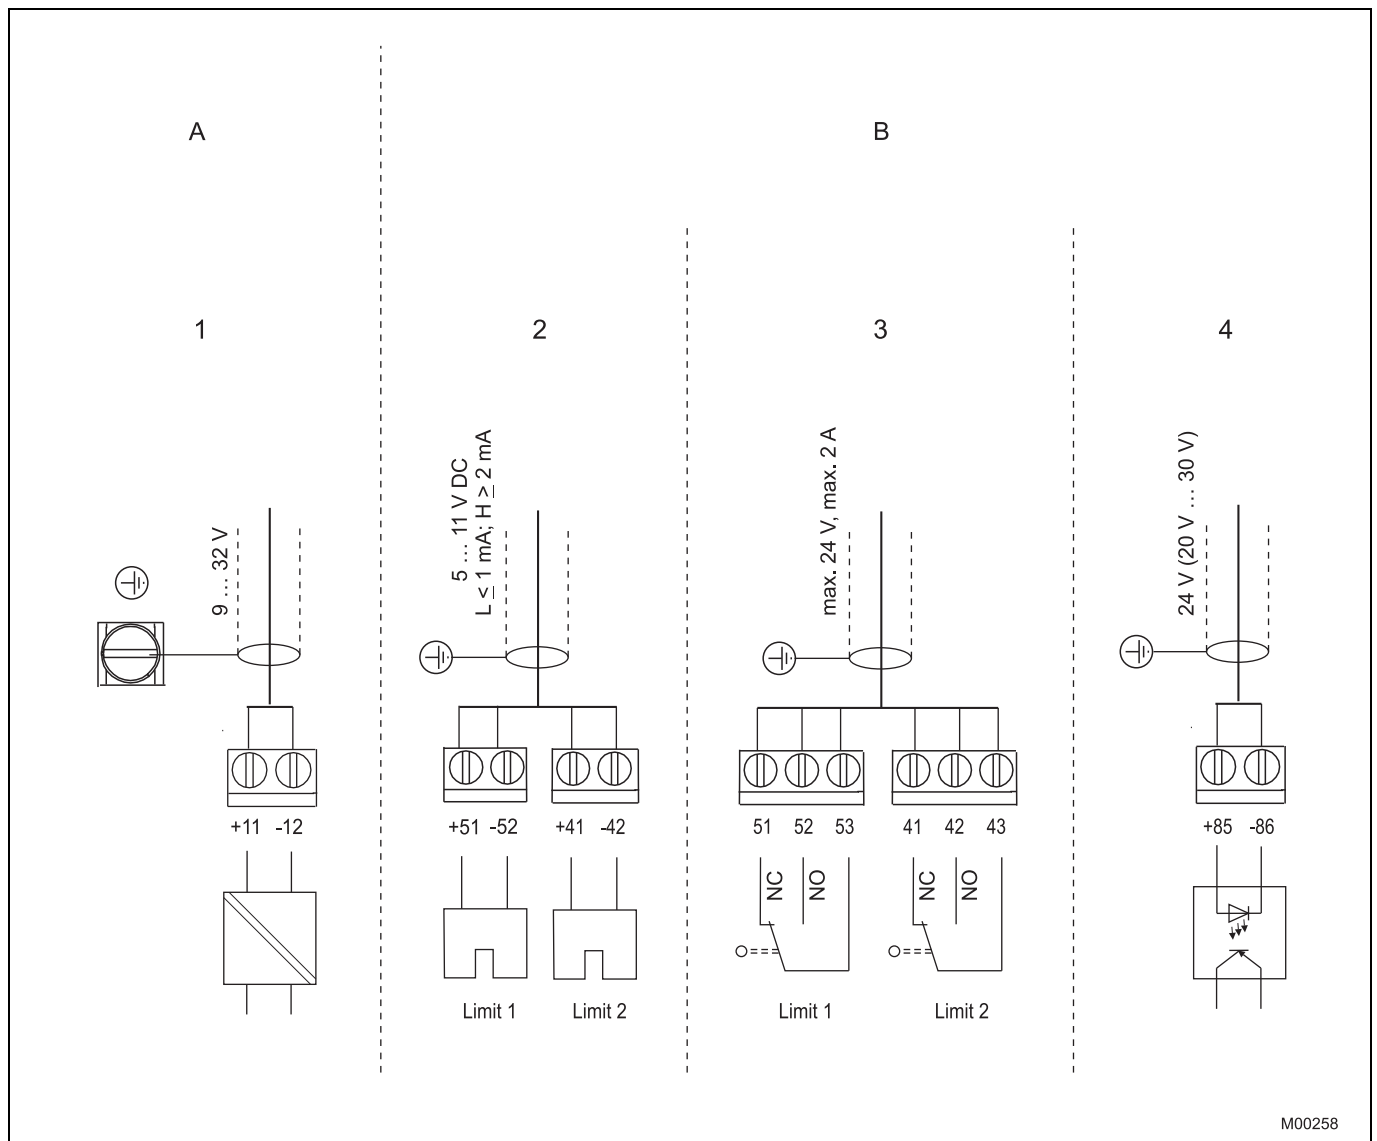 A
B
1
2
3
4
9 ... 32 V
5 ... 11 V DC
L ≤ 1 mA; H ≥ 2 mA
max. 24 V, max. 2 A
24 V (20 V ... 30 V)
+11 -12
+51 -52
+41 -42
51 52 53
41 42 43
+85 -86
NC
NO
NC
NO
Limit 1
Limit 2
Limit 1
Limit 2
M00258